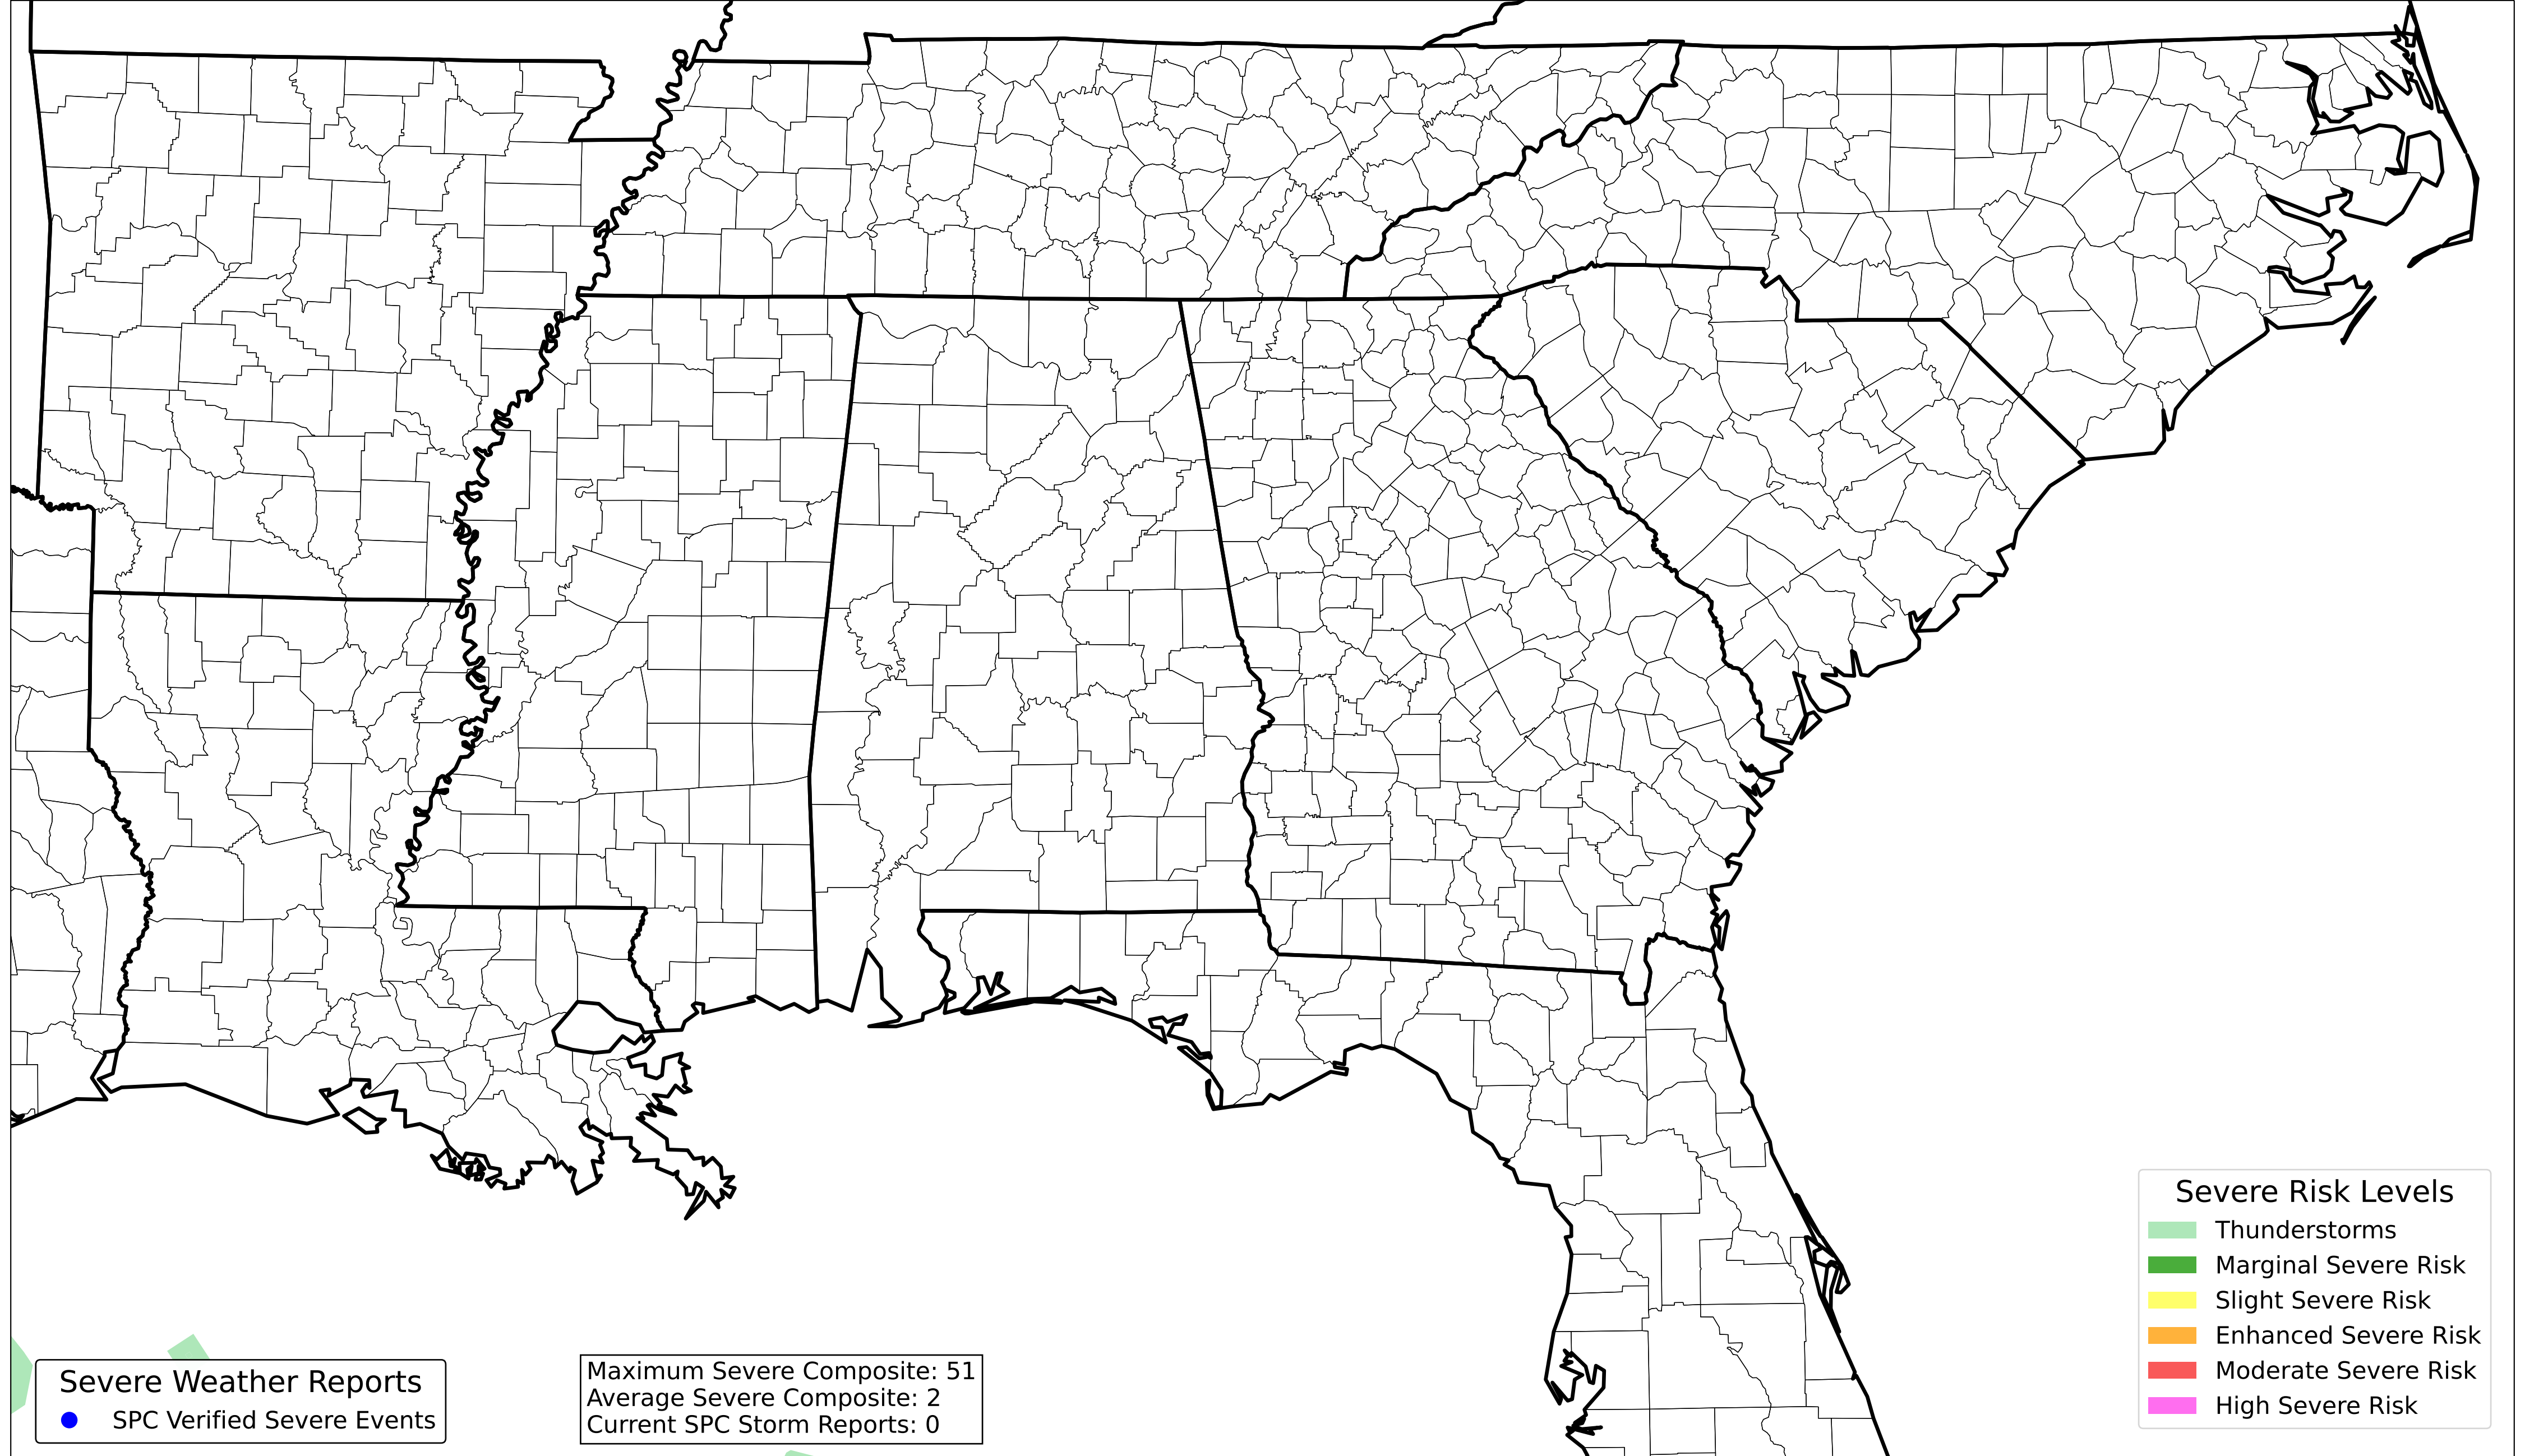 Severe Weather Reports
SPC Verified Severe Events
Maximum Severe Composite: 51
Average Severe Composite: 2
Current SPC Storm Reports: 0
Severe Risk Levels
Thunderstorms
Marginal Severe Risk
Slight Severe Risk
Enhanced Severe Risk
Moderate Severe Risk
High Severe Risk